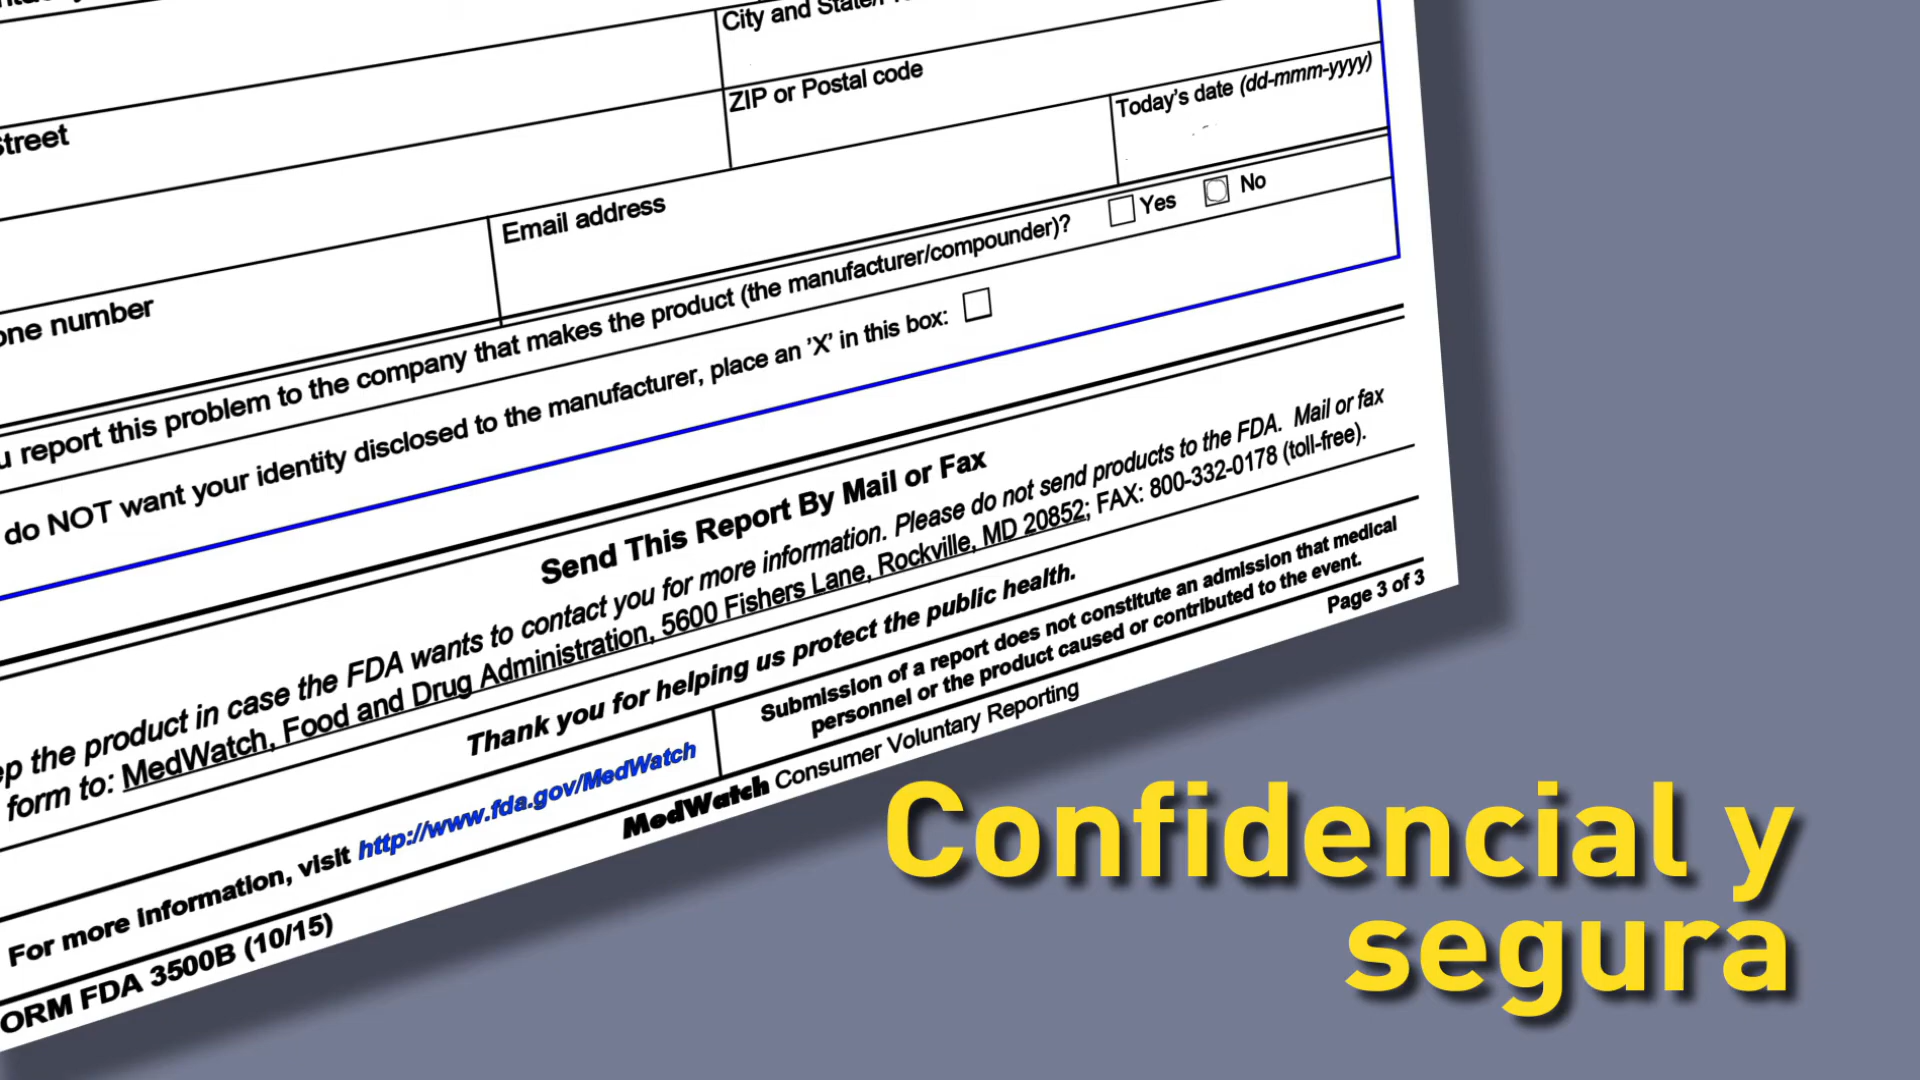 City and State/
ZIP or Postal code
Today's date (dd-mmm-yyyy)
Street
Email address
number
report this problem to the company that makes the product (the manufacturer/compounder)? Yes No
do NOT want your identity disclosed to the manufacturer, place an 'X' in this box:
Send This Report By Mail or Fax
the product in case the FDA wants to contact you for more information. Please do not send products to the FDA. Mail or fax
form to: MedWatch, Food and Drug Administration, 5600 Fishers Lane, Rockville, MD 20852; FAX: 800-332-0178 (toll-free).
Thank you for helping us protect the public health.
For more information, visit http://www.fda.gov/MedWatch
Submission of a report does not constitute an admission that medical
personnel or the product caused or contributed to the event.
ORM FDA 3500B (10/15)
MedWatch Consumer Voluntary Reporting
Page 3 of 3
Confidencial y
segura